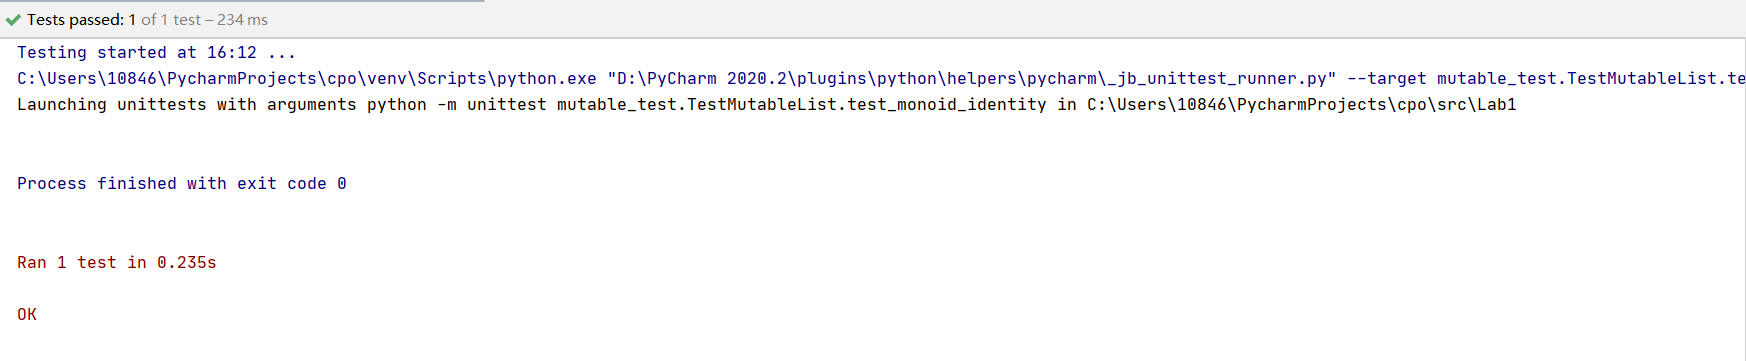 Tests passed: 1 of 1 test – 234 ms
Testing started at 16:12 ...
C:\Users\10846\PycharmProjects\cpo\venv\Scripts\python.exe "D:\PyCharm 2020.2\plugins\python\helpers\pycharm\_jb_unittest_runner.py" --target mutable_test.TestMutableList.te
Launching unittests with arguments python -m unittest mutable_test.TestMutableList.test_monoid_identity in C:\Users\10846\PycharmProjects\cpo\src\Lab1
Process finished with exit code 0
Ran 1 test in 0.235s
OK